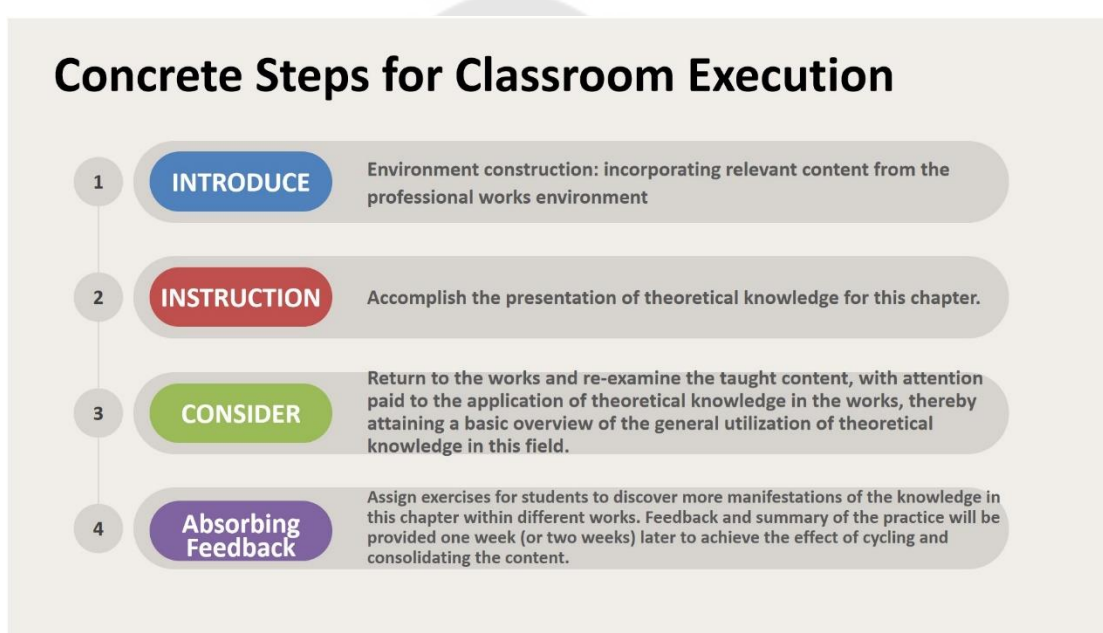 Concrete Steps for Classroom Execution
1
INTRODUCE
Environment construction: incorporating relevant content from the
professional works environment
2
INSTRUCTION
Accomplish the presentation of theoretical knowledge for this chapter.
3
CONSIDER
Return to the works and re-examine the taught content, with attention
paid to the application of theoretical knowledge in the works, thereby
attaining a basic overview of the general utilization of theoretical
knowledge in this field.
4
Absorbing
Feedback
Assign exercises for students to discover more manifestations of the knowledge in
this chapter within different works. Feedback and summary of the practice will be
provided one week (or two weeks) later to achieve the effect of cycling and
consolidating the content.